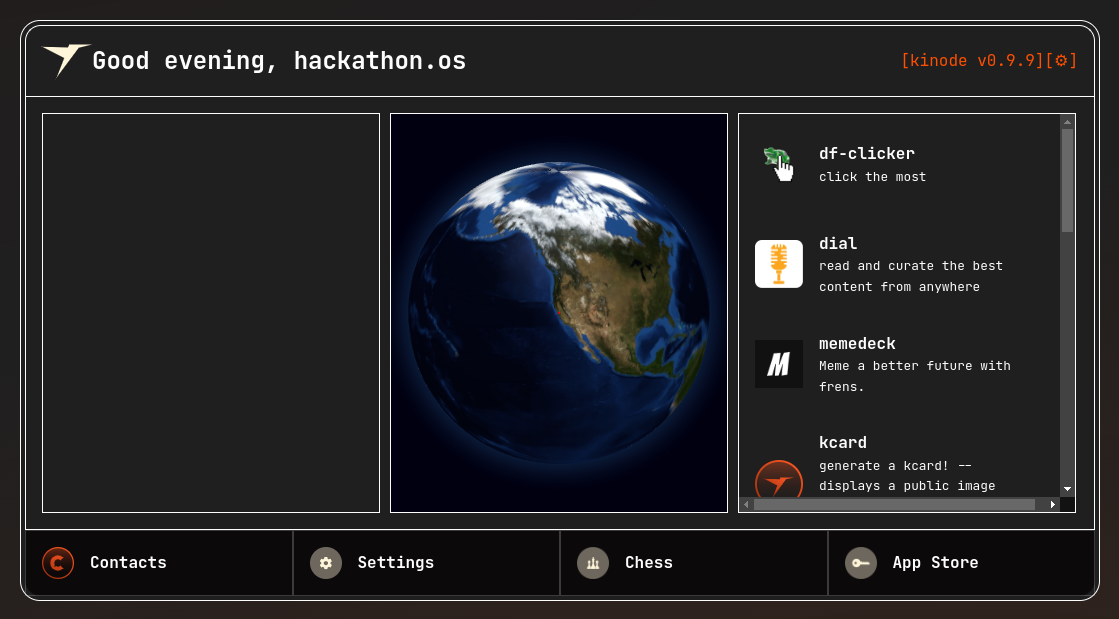 Good evening, hackathon.os
[kinode v0.9.9][⚙]
df-clicker
click the most
dial
read and curate the best
content from anywhere
memedeck
Meme a better future with
frens.
kcard
generate a kcard! --
displays a public image
Contacts
Settings
Chess
App Store